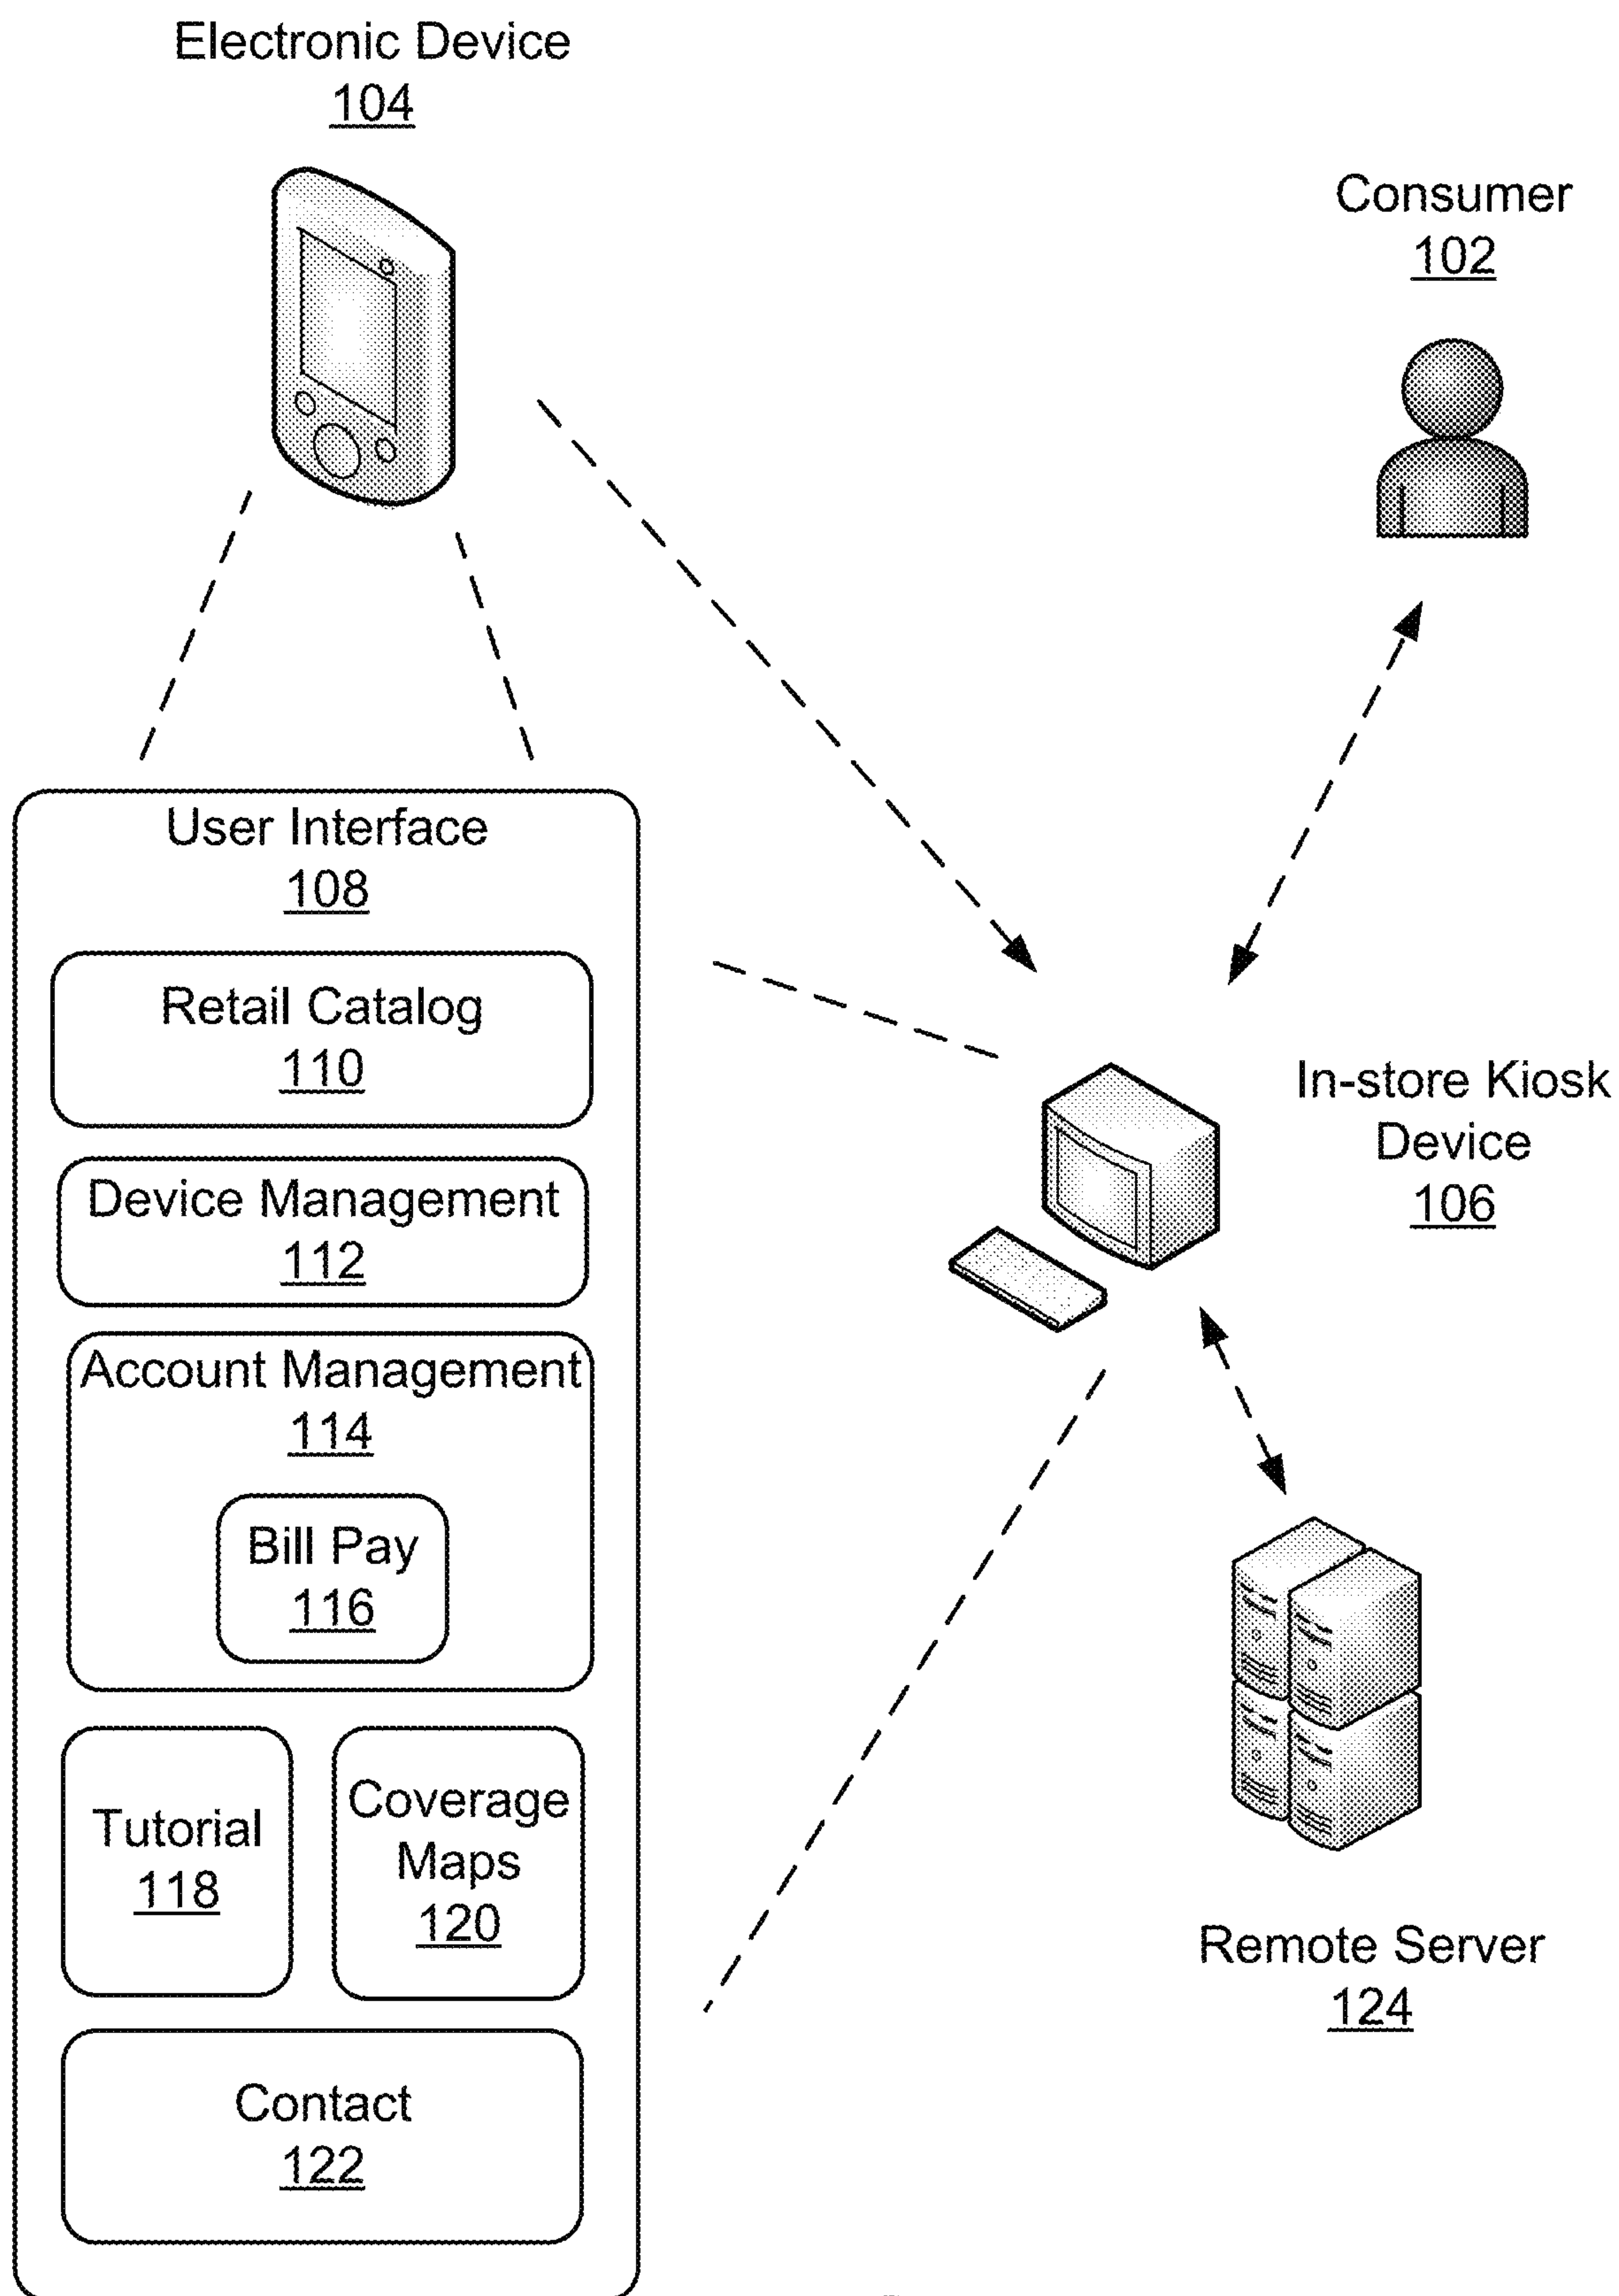 Electronic Device
104
Consumer
102
User Interface
108
Retail Catalog
110
Device Management
112
Account Management
114
Bill Pay
116
Tutorial
118
Coverage
Maps
120
Contact
122
In-store Kiosk
Device
106
Remote Server
124